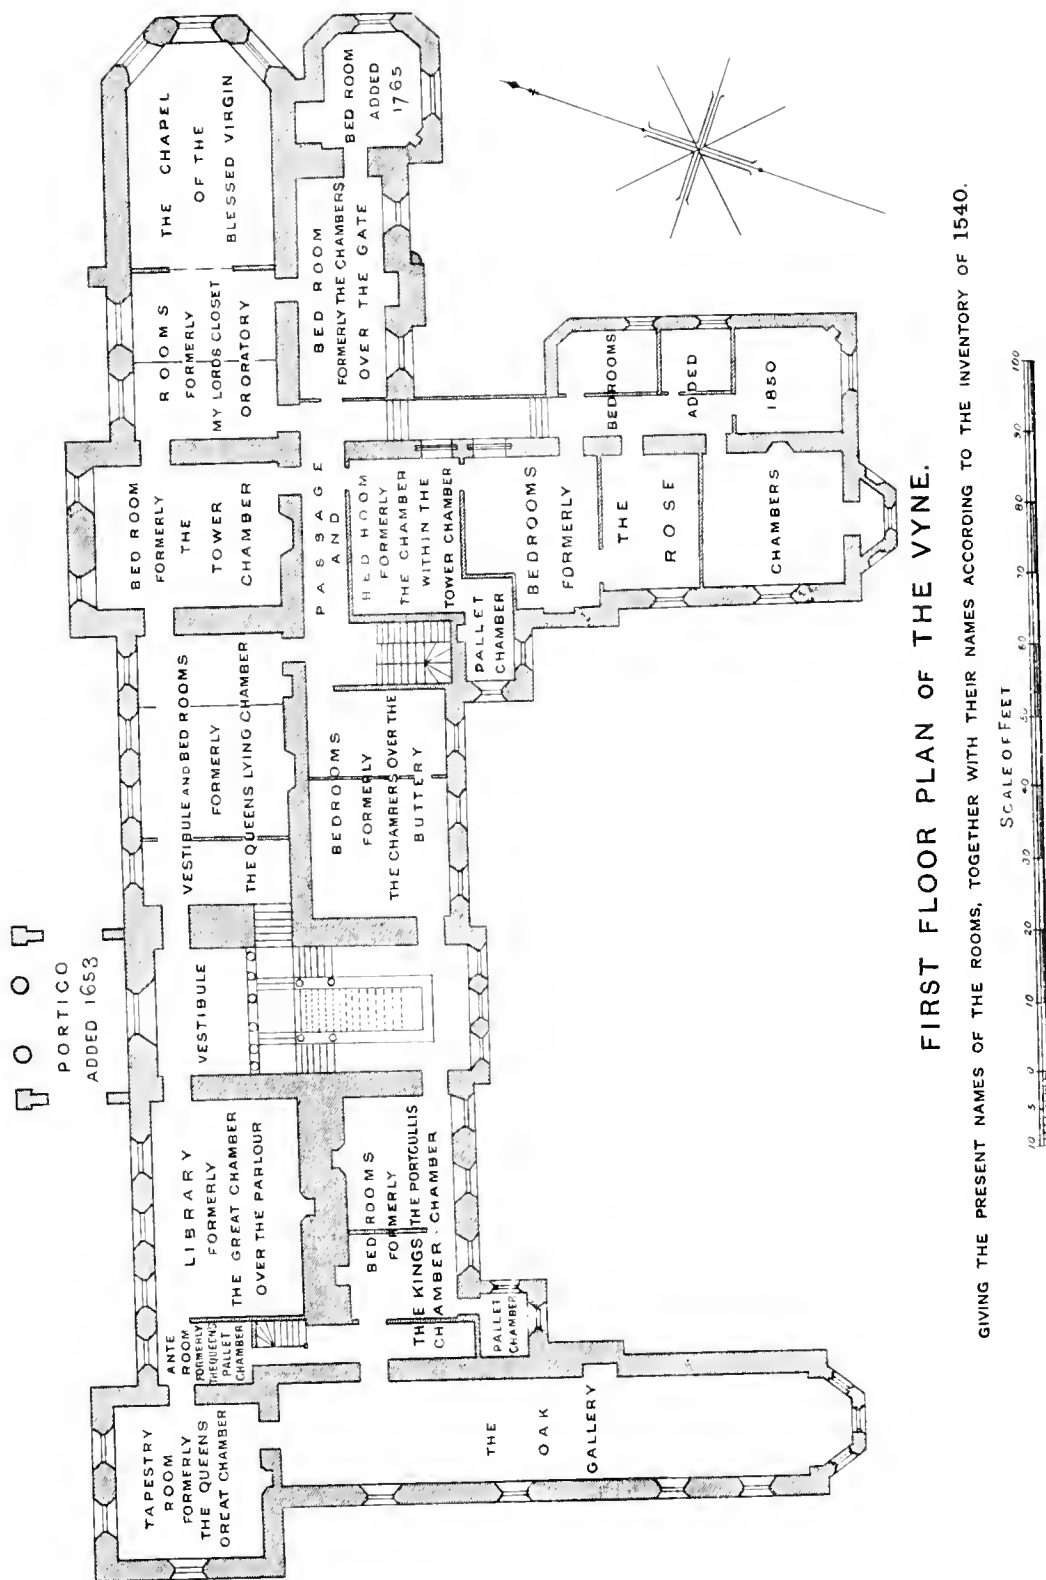 PORTICO
ADDED 1653
TAPESTRY
ROOM
FORMERLY
THE QUEENS
GREAT CHAMBER
ANTE
ROOM
FORMERLY
THE QUEENS
PALLET
CHAMBER
LIBRARY
FORMERLY
THE GREAT CHAMBER
OVER THE PARLOUR
VESTIBULE
VESTIBULE AND BED ROOMS
FORMERLY
THE QUEENS LYING CHAMBER
BED ROOM
FORMERLY
THE
TOWER
CHAMBER
ROOMS
FORMERLY
MY LORDS CLOSET
OR ORATORY
THE CHAPEL
OF THE
BLESSED VIRGIN
THE
OAK
GALLERY
BEDROOMS
FORMERLY
THE KINGS THE PORTCULLIS
CHAMBER · CHAMBER
PALLET
CHAMBER
BEDROOMS
FORMERLY
THE CHAMBERS OVER THE
BUTTERY
PASSAGE
AND
BED ROOM
FORMERLY
THE CHAMBER
WITHIN THE
TOWER CHAMBER
PALLET
CHAMBER
BED ROOM
FORMERLY THE CHAMBERS
OVER THE GATE
BED ROOM
ADDED
1765
BEDROOMS
FORMERLY
THE
ROSE
CHAMBERS
BEDROOMS
ADDED
1850
FIRST FLOOR PLAN OF THE VYNE.
GIVING THE PRESENT NAMES OF THE ROOMS, TOGETHER WITH THEIR NAMES ACCORDING TO THE INVENTORY OF 1540.
SCALE OF FEET
10 5 0 10 20 30 40 50 60 70 80 90 100